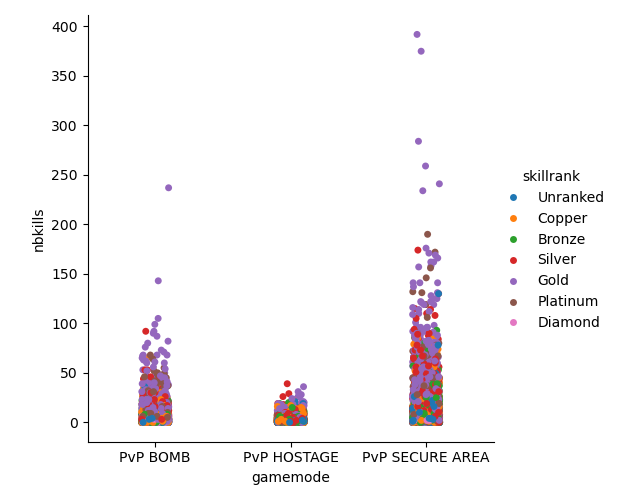 400
350
300
250
200
150
100
50
0
nbkills
PvP BOMB
PvP HOSTAGE
PvP SECURE AREA
gamemode
skillrank
Unranked
Copper
Bronze
Silver
Gold
Platinum
Diamond